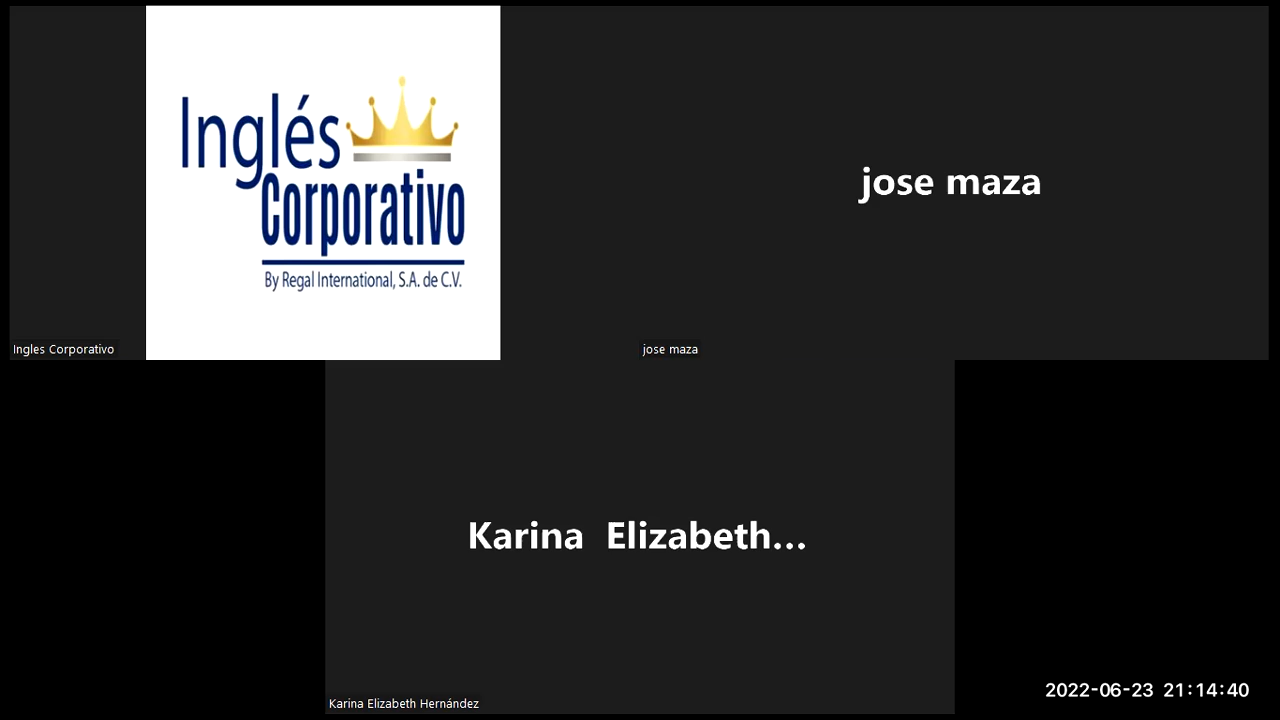 Inglés
Corporativo
By Regal International, S.A. de C.V.
Ingles Corporativo
jose maza
jose maza
Karina  Elizabeth...
Karina Elizabeth Hernández
2022-06-23 21:14:40